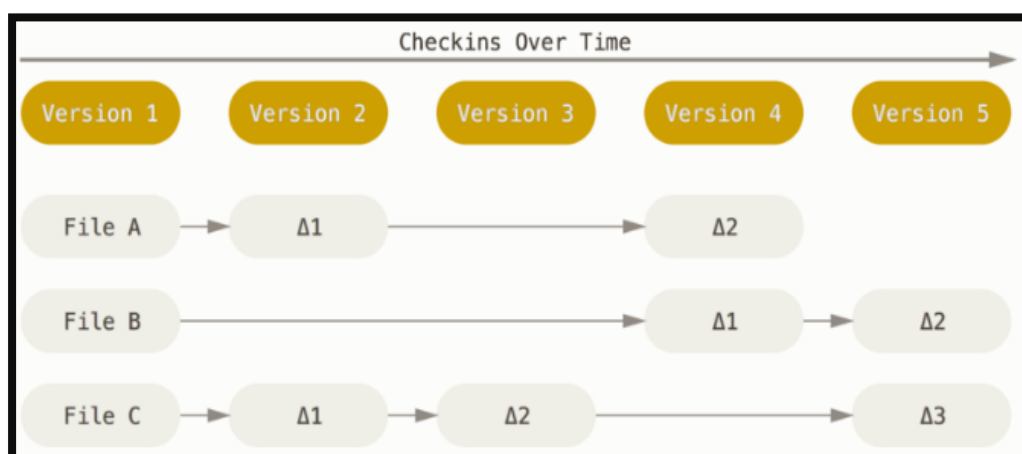 Checkins Over Time
Version 1 Version 2 Version 3 Version 4 Version 5
File A Δ1 Δ2
File B Δ1 Δ2
File C Δ1 Δ2 Δ3